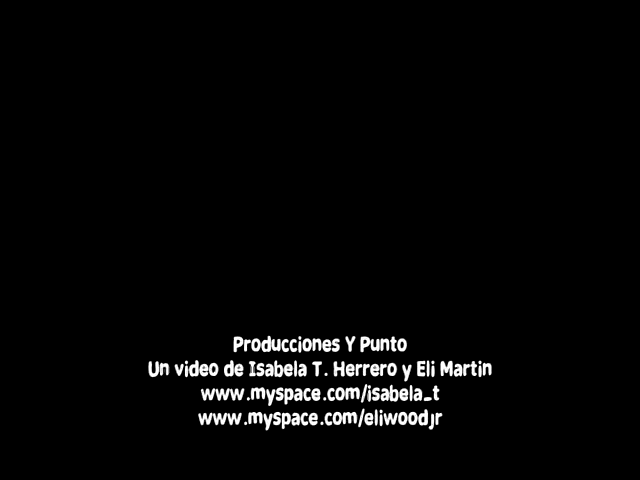 Producciones Y Punto
Un video de Isabela T. Herrero y Eli Martin
www.myspace.com/isabela_t
www.myspace.com/eliwoodjr